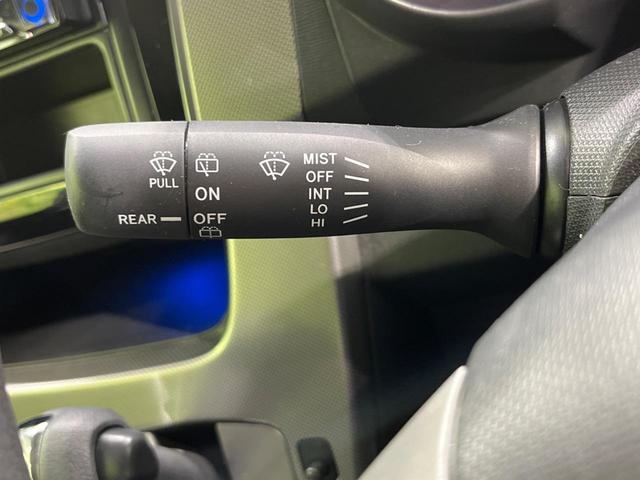 PULL
REAR
ON
OFF
MIST
OFF
INT
LO
HI